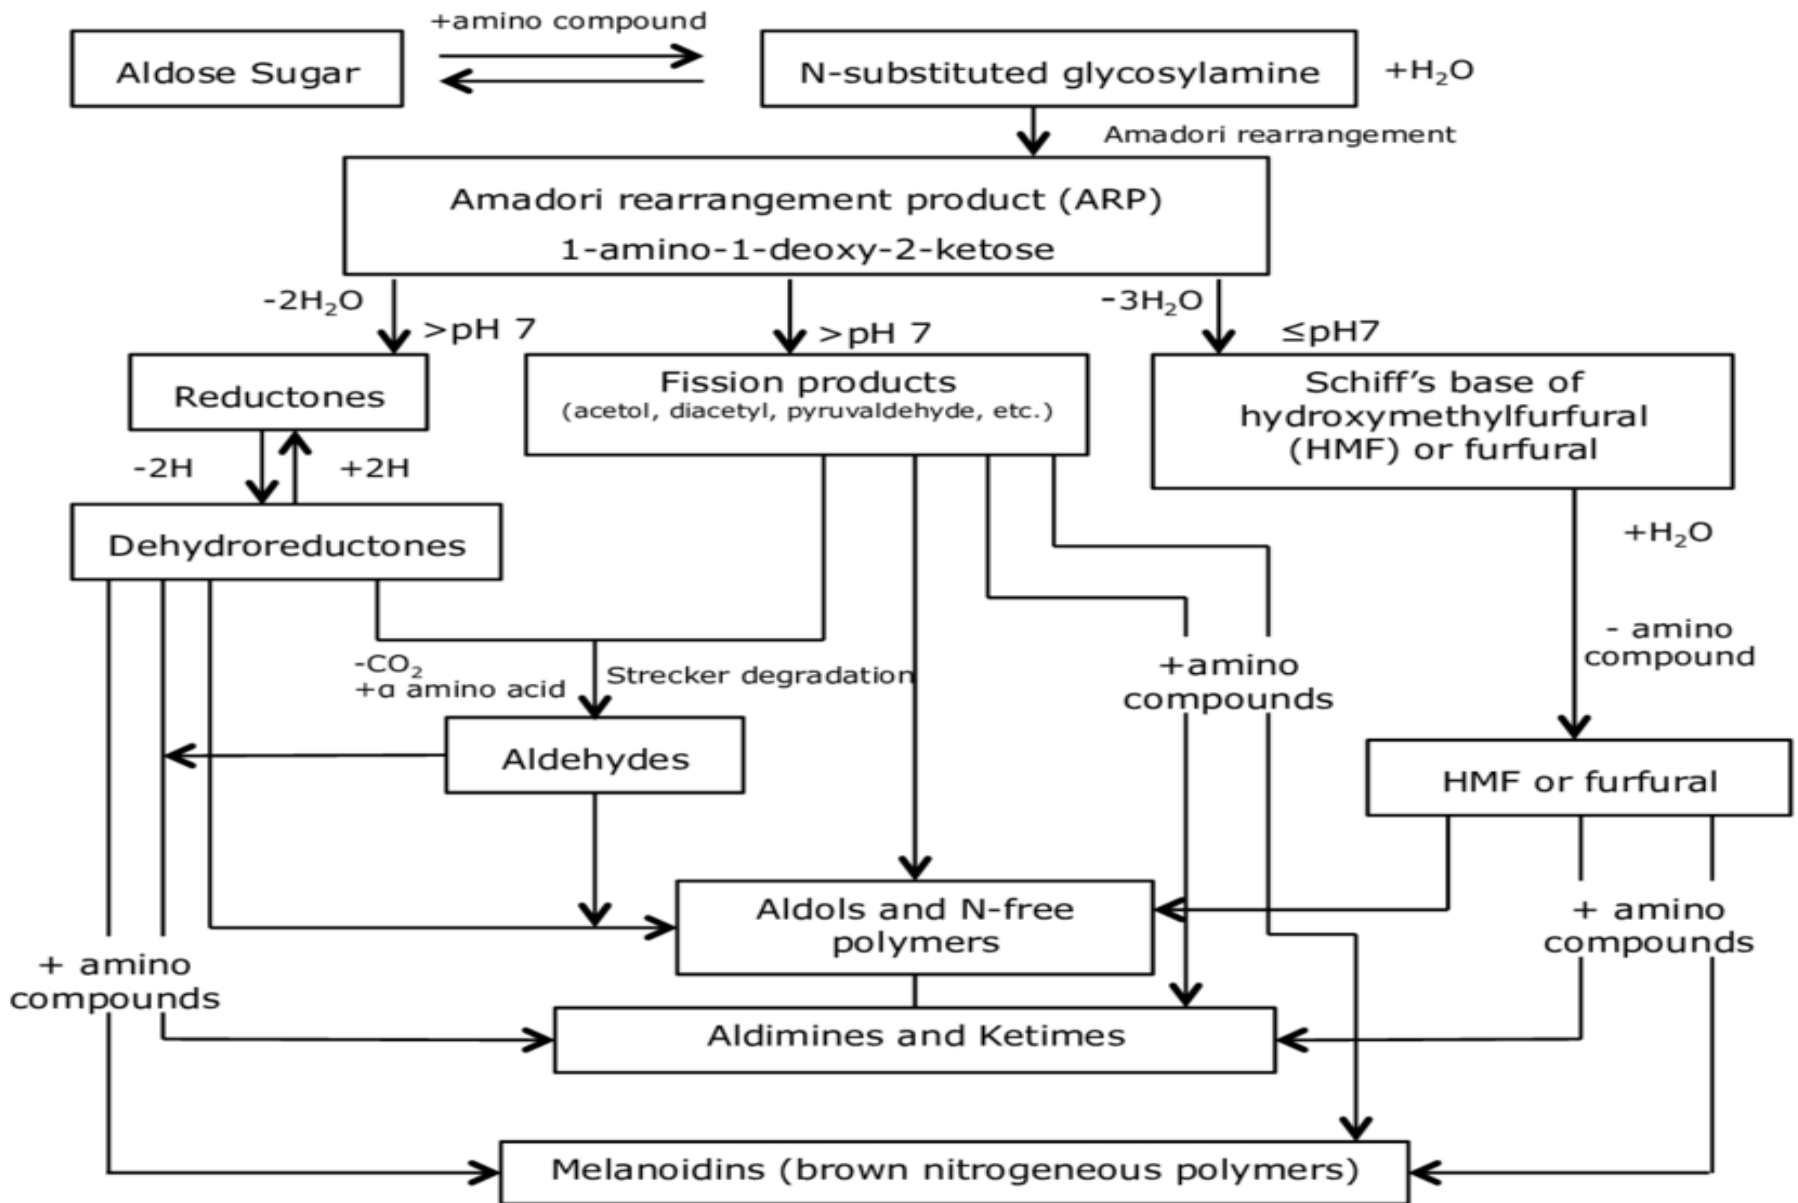 +amino compound
Aldose Sugar
N-substituted glycosylamine
+H₂O
Amadori rearrangement
Amadori rearrangement product (ARP)
1-amino-1-deoxy-2-ketose
-2H₂O
>pH 7
>pH 7
-3H₂O
≤pH7
Reductones
Fission products
(acetol, diacetyl, pyruvaldehyde, etc.)
Schiff's base of
hydroxymethylfurfural
(HMF) or furfural
-2H
+2H
Dehydroreductones
+H₂O
-CO₂
+α amino acid
Strecker degradation
+amino
compounds
- amino
compound
Aldehydes
HMF or furfural
Aldols and N-free
polymers
+ amino
compounds
+ amino
compounds
Aldimines and Ketimes
Melanoidins (brown nitrogeneous polymers)